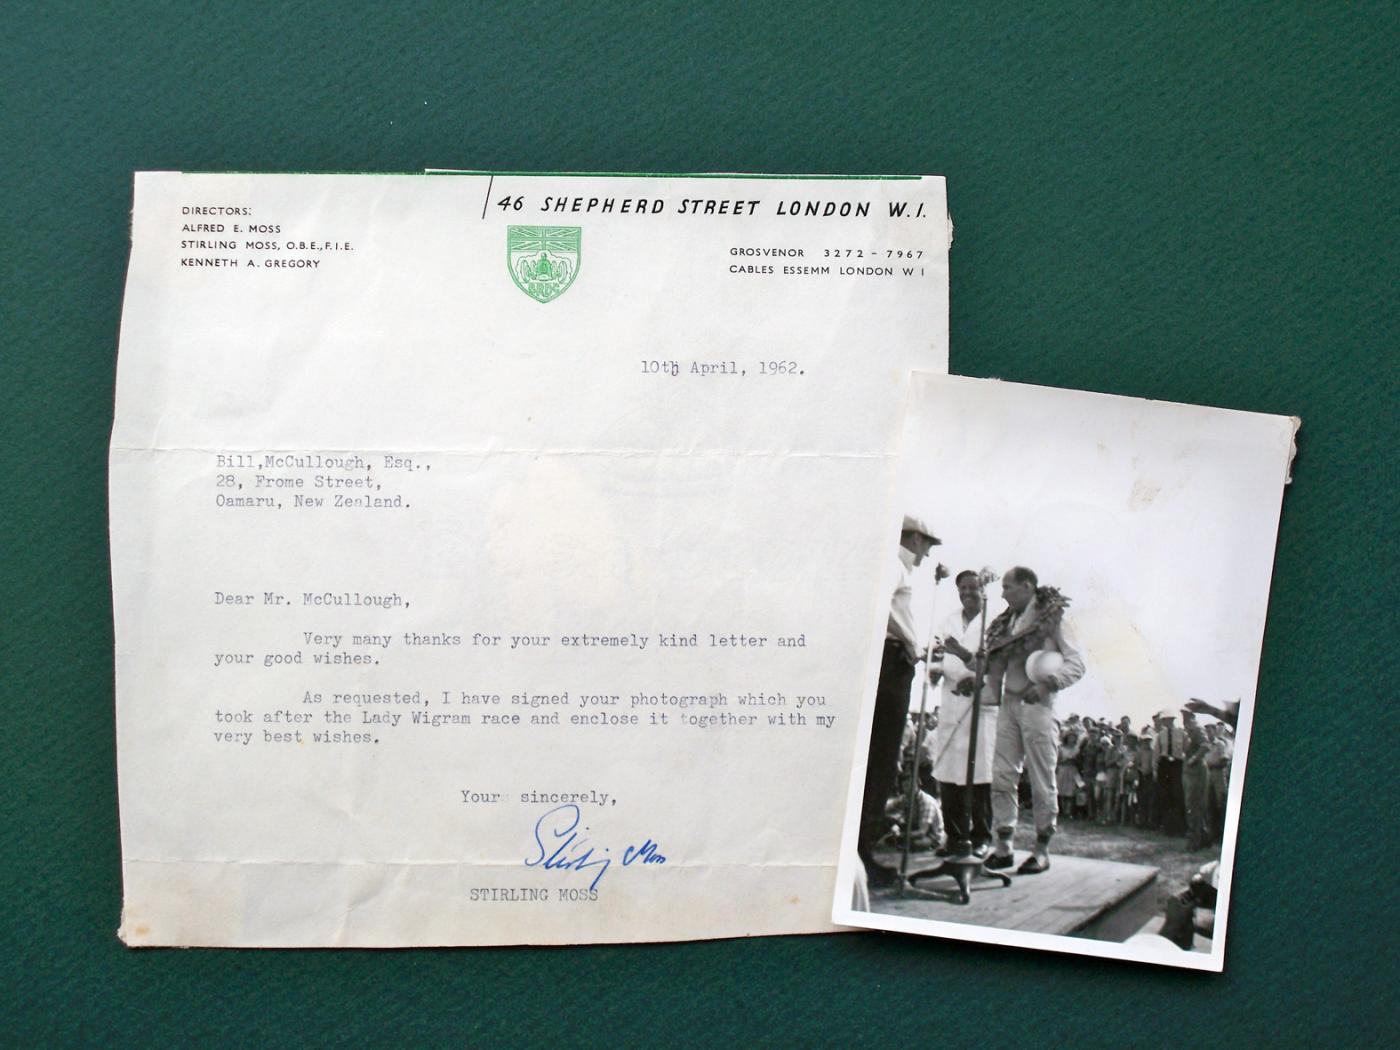 46 SHEPHERD STREET LONDON W.1.
DIRECTORS:
ALFRED E. MOSS
STIRLING MOSS, O.B.E., F.I.E.
KENNETH A. GREGORY
BRDC
GROSVENOR 3272 - 7967
CABLES ESSEMM LONDON W 1
10th April, 1962.
Bill,McCullough, Esq.,
28, Frome Street,
Oamaru, New Zealand.
Dear Mr. McCullough,
Very many thanks for your extremely kind letter and
your good wishes.
As requested, I have signed your photograph which you
took after the Lady Wigram race and enclose it together with my
very best wishes.
Yours sincerely,
Stirling Moss
STIRLING MOSS